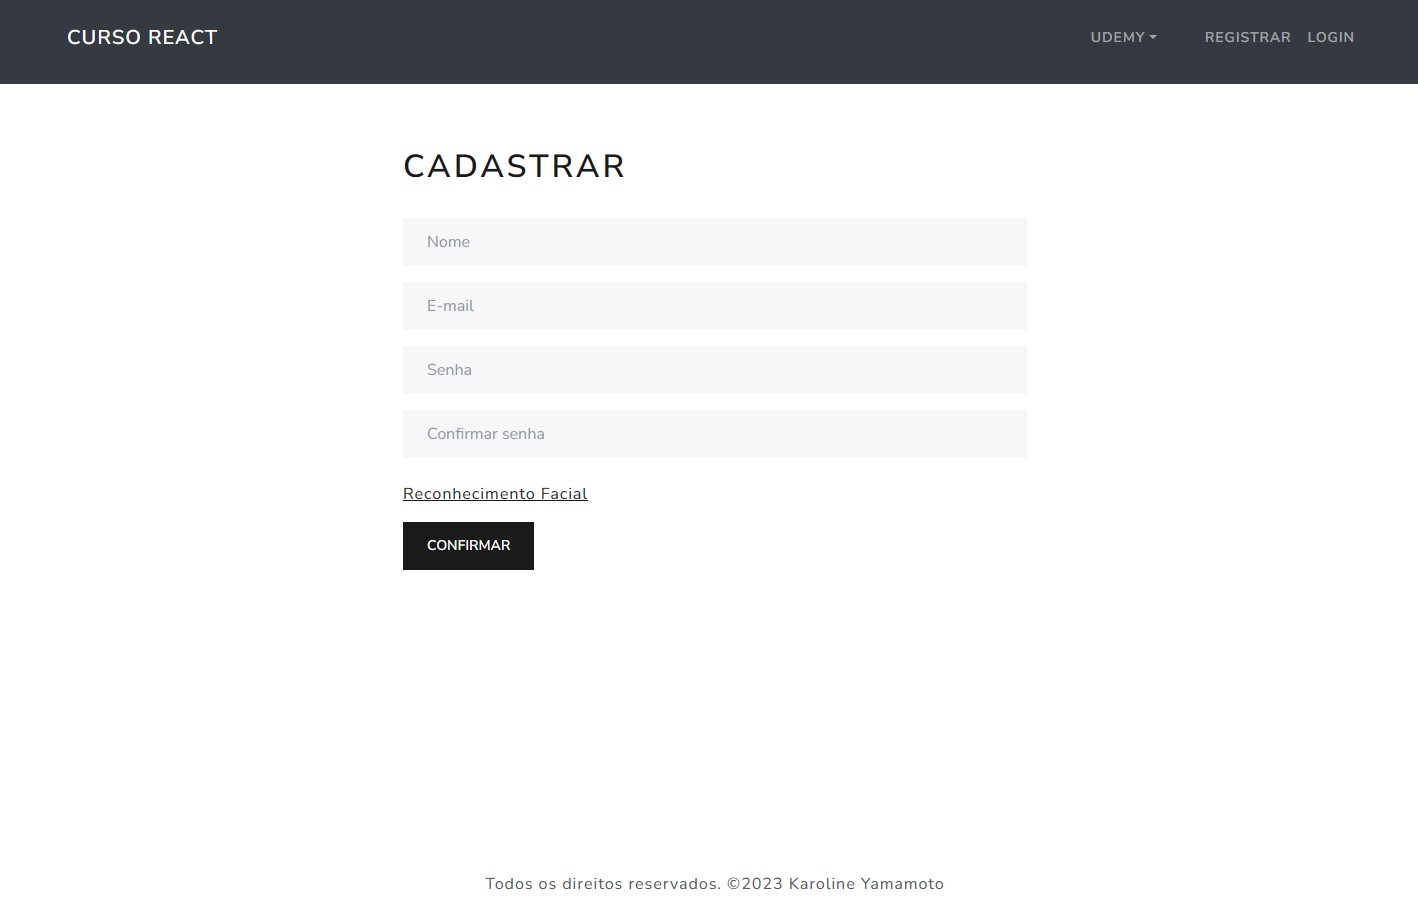 CURSO REACT
UDEMY REGISTRAR LOGIN
CADASTRAR
Nome
E-mail
Senha
Confirmar senha
Reconhecimento Facial
CONFIRMAR
Todos os direitos reservados. ©2023 Karoline Yamamoto